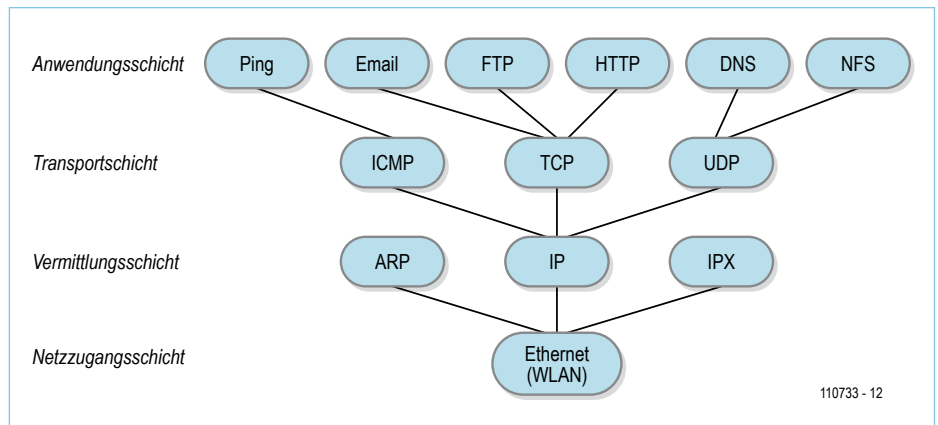 Anwendungsschicht Ping Email FTP HTTP DNS NFS
Transportschicht ICMP TCP UDP
Vermittlungsschicht ARP IP IPX
Netzzugangsschicht Ethernet
(WLAN)
110733 - 12